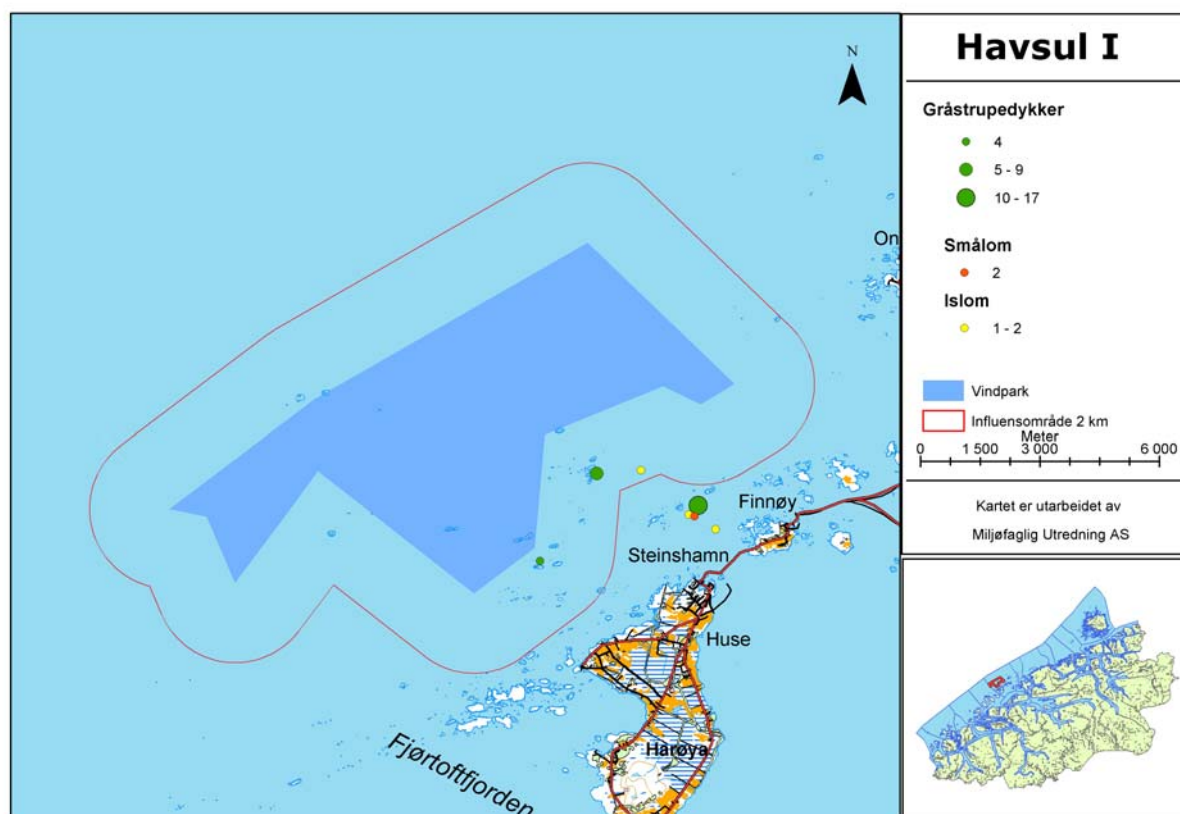 N
On
Finnøy
Steinshamn
Huse
Harøya
Fjørtoftfjorden
Havsul I
Gråstrupedykker
4
5 - 9
10 - 17
Smålom
2
Islom
1 - 2
Vindpark
Influensområde 2 km
Meter
0 1 500 3 000 6 000
Kartet er utarbeidet av
Miljøfaglig Utredning AS